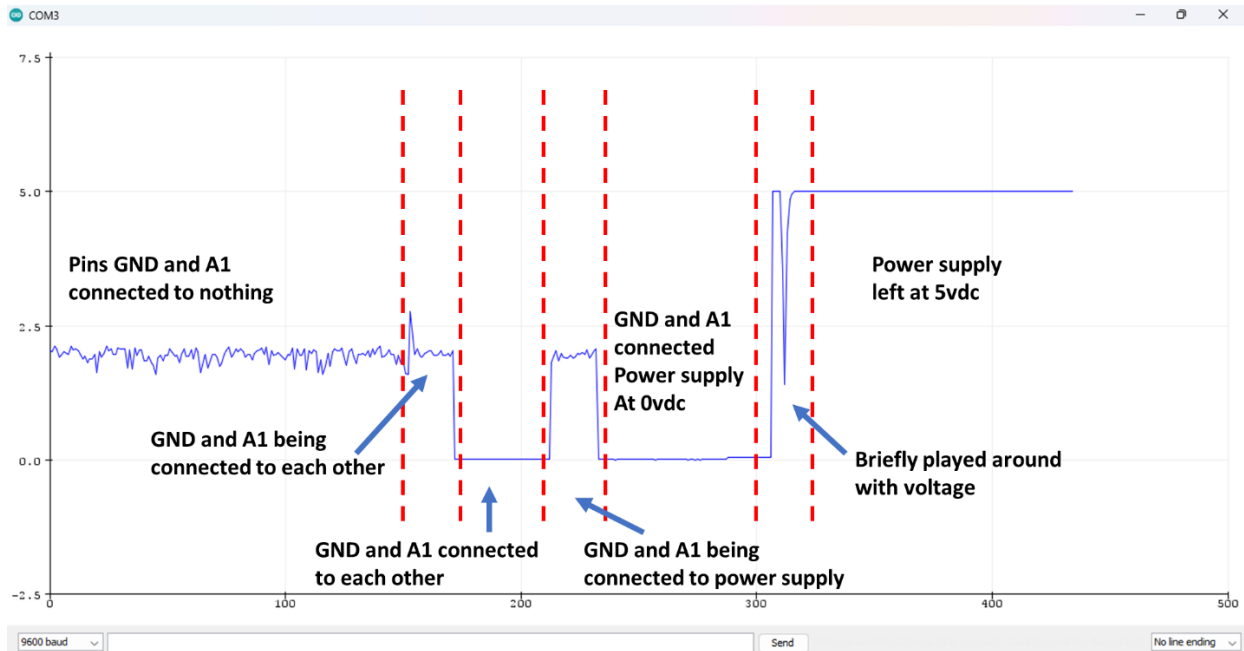 COM3
7.5
5.0
2.5
0.0
-2.5
0
100
200
300
400
500
Pins GND and A1
connected to nothing
GND and A1 being
connected to each other
GND and A1 connected
to each other
GND and A1 being
connected to power supply
GND and A1
connected
Power supply
At 0vdc
Briefly played around
with voltage
Power supply
left at 5vdc
9600 baud
Send
No line ending